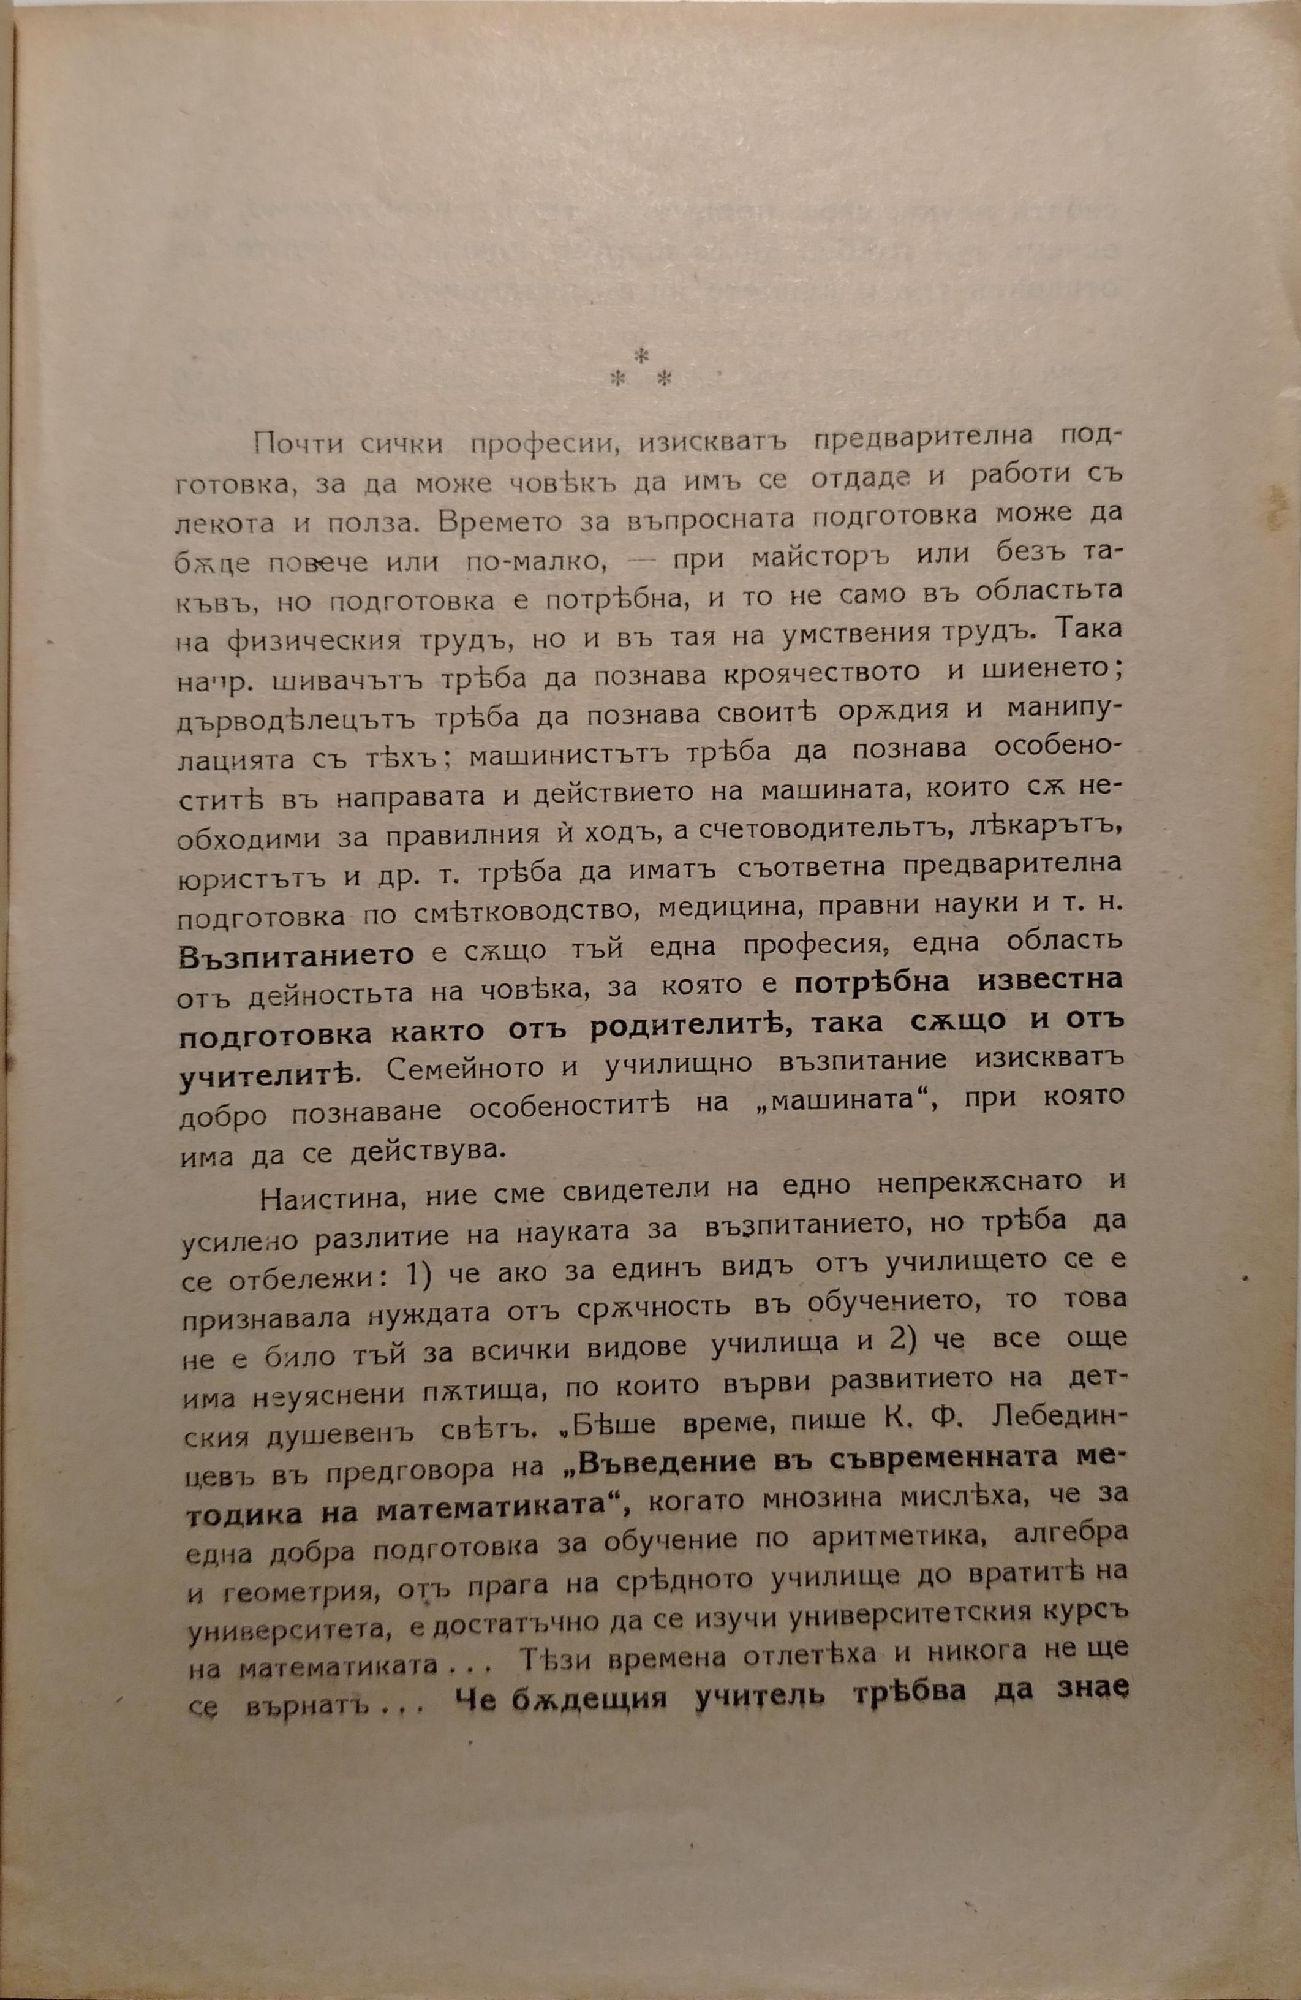 *
* *
Почти сички професии, изискватъ предварителна под-
готовка, за да може човѣкъ да имъ се отдаде и работи съ
лекота и полза. Времето за въпросната подготовка може да
бѫде повече или по-малко, — при майсторъ или безъ та-
къвъ, но подготовка е потрѣбна, и то не само въ областьта
на физическия трудъ, но и въ тая на умствения трудъ. Така
напр. шивачътъ трѣба да познава кроячеството и шиенето;
дърводѣлецътъ трѣба да познава своитѣ орѫдия и манипу-
лацията съ тѣхъ; машинистътъ трѣба да познава особено-
ститѣ въ направата и действието на машината, които сѫ не-
обходими за правилния ѝ ходъ, а счетоводительтъ, лѣкарътъ,
юристътъ и др. т. трѣба да иматъ съответна предварителна
подготовка по смѣтководство, медицина, правни науки и т. н.
Възпитанието е сѫщо тъй една професия, една область
отъ дейностьта на човѣка, за която е потрѣбна известна
подготовка както отъ родителитѣ, така сѫщо и отъ
учителитѣ. Семейното и училищно възпитание изискватъ
добро познаване особеноститѣ на „машината“, при която
има да се действува.
Наистина, ние сме свидетели на едно непрекѫснато и
усилено разлитие на науката за възпитанието, но трѣба да
се отбележи: 1) че ако за единъ видъ отъ училището се е
признавала нуждата отъ срѫчность въ обучението, то това
не е било тъй за всички видове училища и 2) че все още
има неуяснени пѫтища, по които върви развитието на дет-
ския душевенъ свѣтъ. „Бѣше време, пише К. Ф. Лебедин-
цевъ въ предговора на „Въведение въ съвременната ме-
тодика на математиката“, когато мнозина мислѣха, че за
една добра подготовка за обучение по аритметика, алгебра
и геометрия, отъ прага на срѣдното училище до вратитѣ на
университета, е достатъчно да се изучи университетския курсъ
на математиката... Тѣзи времена отлетѣха и никога не ще
се върнатъ... Че бѫдещия учитель трѣбва да знае